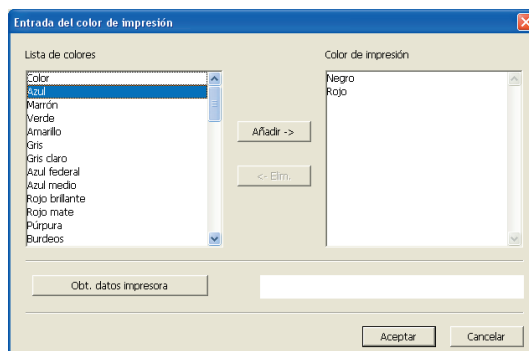 Entrada del color de impresión
Lista de colores
Color de impresión
Color
Azul
Marrón
Verde
Amarillo
Gris
Gris claro
Azul federal
Azul medio
Rojo brillante
Rojo mate
Púrpura
Burdeos
Negro
Rojo
Añadir ->
<- Elm.
Obt. datos impresora
Aceptar
Cancelar